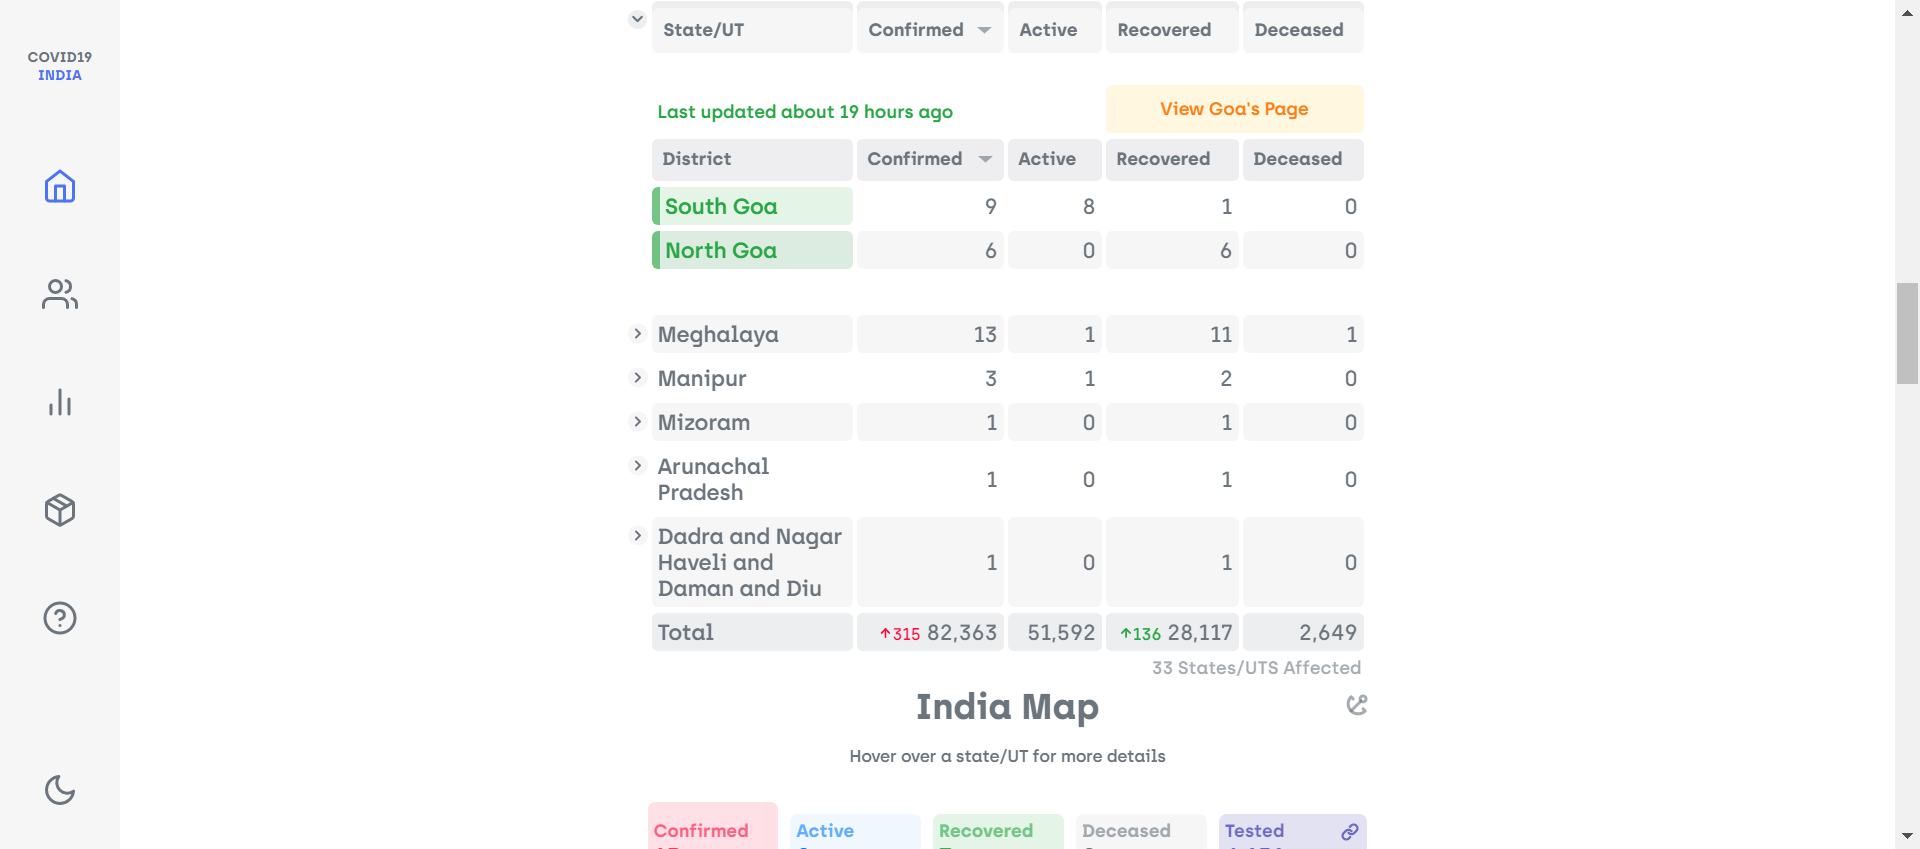 COVID19
INDIA
State/UT Confirmed Active Recovered Deceased
Last updated about 19 hours ago
View Goa's Page
District Confirmed Active Recovered Deceased
South Goa 9 8 1 0
North Goa 6 0 6 0
Meghalaya 13 1 11 1
Manipur 3 1 2 0
Mizoram 1 0 1 0
Arunachal
Pradesh 1 0 1 0
Dadra and Nagar
Haveli and 1 0 1 0
Daman and Diu
Total ↑315 82,363 51,592 ↑136 28,117 2,649
33 States/UTS Affected
India Map
Hover over a state/UT for more details
Confirmed Active Recovered Deceased Tested